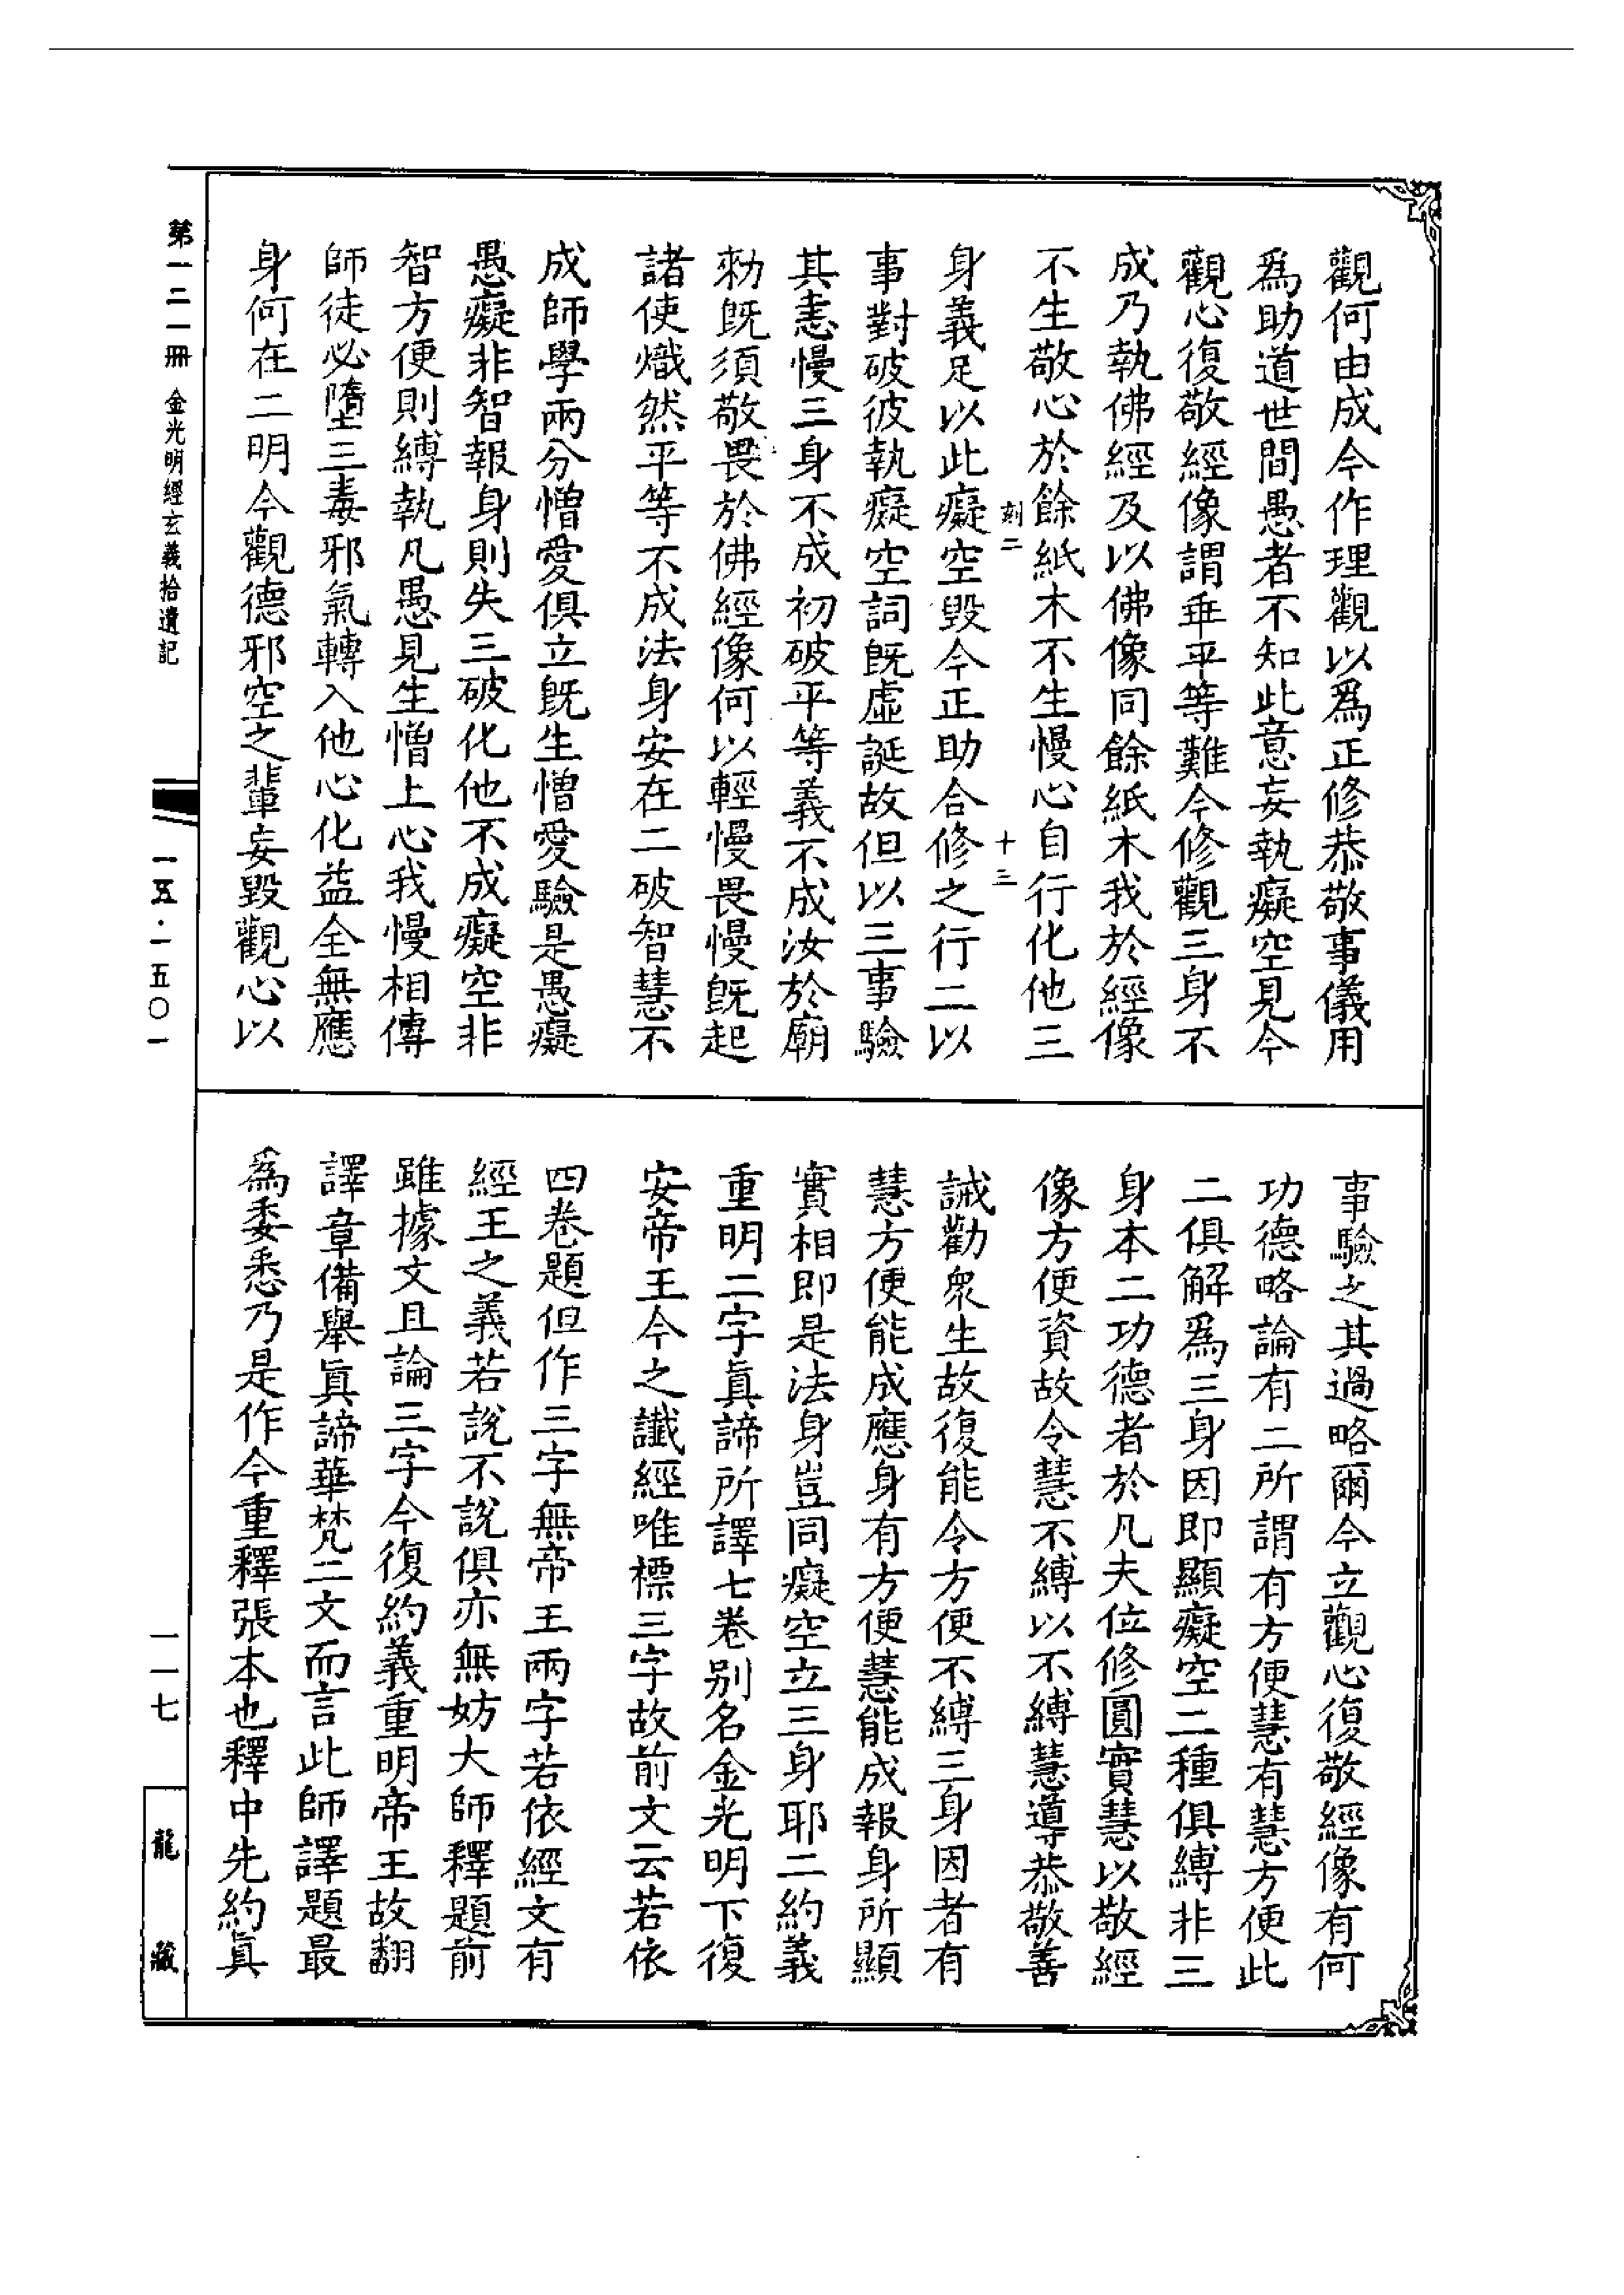 觀何由成今作理觀以爲正修恭敬事儀用
爲助道世間愚者不知此意妄執癡空見今
觀心復敬經像謂乖平等難今修觀三身不
成乃執佛經及以佛像同餘紙木我於經像
不生敬心於餘紙木不生慢心自行化他三
刻二 十三
身義足以此癡空毀今正助合修之行二以
事對破彼執癡空詞旣虛誕故但以三事驗
其恚慢三身不成初破平等義不成汝於廟
勑旣須敬畏於佛經像何以輕慢畏慢旣起
諸使熾然平等不成法身安在二破智慧不
成師學兩分憎愛俱立旣生憎愛驗是愚癡
愚癡非智報身則失三破化他不成癡空非
智方便則縛執凡愚見生憎上心我慢相傳
師徒必墮三毒邪氣轉入他心化益全無應
身何在二明今觀德邪空之輩妄毀觀心以
事驗之其過略爾今立觀心復敬經像有何
功德略論有二所謂有方便慧有慧方便此
二俱解爲三身因即顯癡空二種俱縛非三
身本二功德者於凡夫位修圓實慧以敬經
像方便資故令慧不縛以不縛慧導恭敬善
誡勸衆生故復能令方便不縛三身因者有
慧方便能成應身有方便慧能成報身所顯
實相即是法身豈同癡空立三身耶二約義
重明二字眞諦所譯七卷别名金光明下復
安帝王今之讖經唯標三字故前文云若依
四卷題但作三字無帝王兩字若依經文有
經王之義若說不說俱亦無妨大師釋題前
雖據文且論三字今復約義重明帝王故翻
譯章備舉眞諦華梵二文而言此師譯題最
爲委悉乃是作今重釋張本也釋中先約眞
第一二一冊 金光明經玄義拾遺記
一五·一五〇一
一一七
龍藏